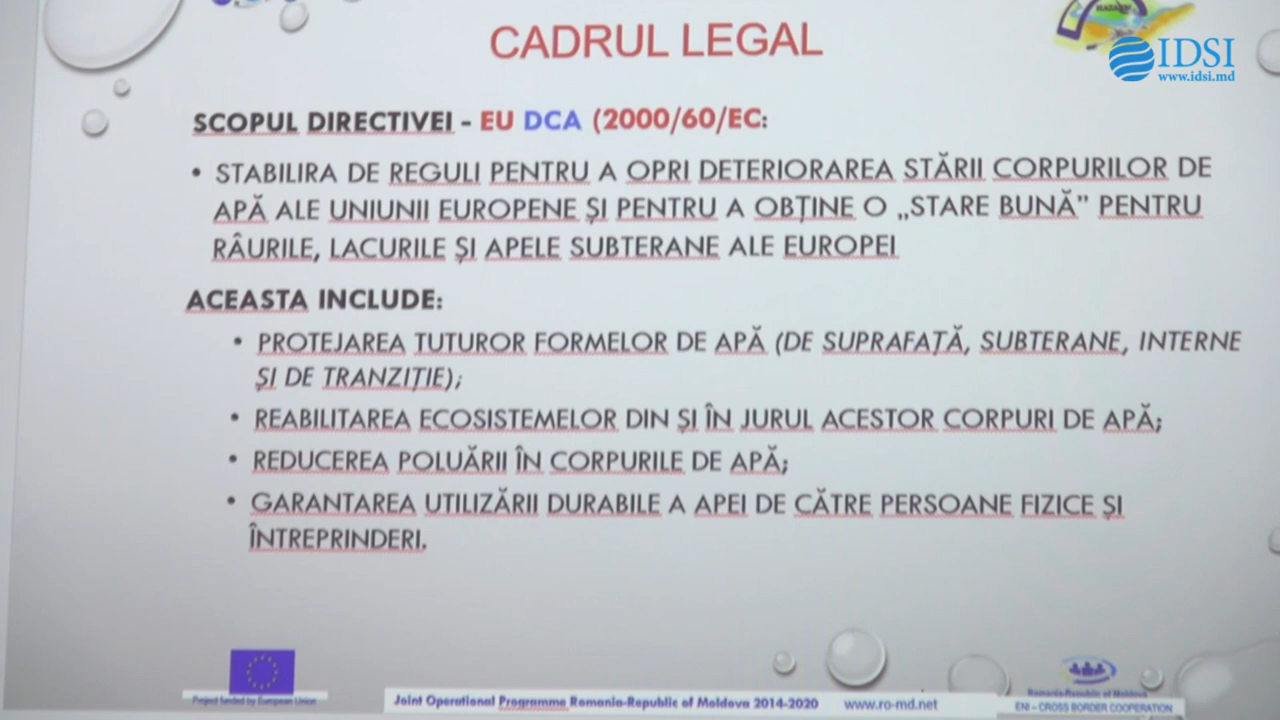 CADRUL LEGAL
IDSI
www.idsi.md
SCOPUL DIRECTIVEI - EU DCA (2000/60/EC:
• STABILIRA DE REGULI PENTRU A OPRI DETERIORAREA STĂRII CORPURILOR DE
APĂ ALE UNIUNII EUROPENE ȘI PENTRU A OBȚINE O „STARE BUNĂ” PENTRU
RÂURILE, LACURILE ȘI APELE SUBTERANE ALE EUROPEI
ACEASTA INCLUDE:
• PROTEJAREA TUTUROR FORMELOR DE APĂ (DE SUPRAFAȚĂ, SUBTERANE, INTERNE
ȘI DE TRANZIȚIE);
• REABILITAREA ECOSISTEMELOR DIN ȘI ÎN JURUL ACESTOR CORPURI DE APĂ;
• REDUCEREA POLUĂRII ÎN CORPURILE DE APĂ;
• GARANTAREA UTILIZĂRII DURABILE A APEI DE CĂTRE PERSOANE FIZICE ȘI
ÎNTREPRINDERI.
Project funded by European Union
Joint Operational Programme Romania-Republic of Moldova 2014-2020 www.ro-md.net
Romania-Republic of Moldova
ENI – CROSS BORDER COOPERATION